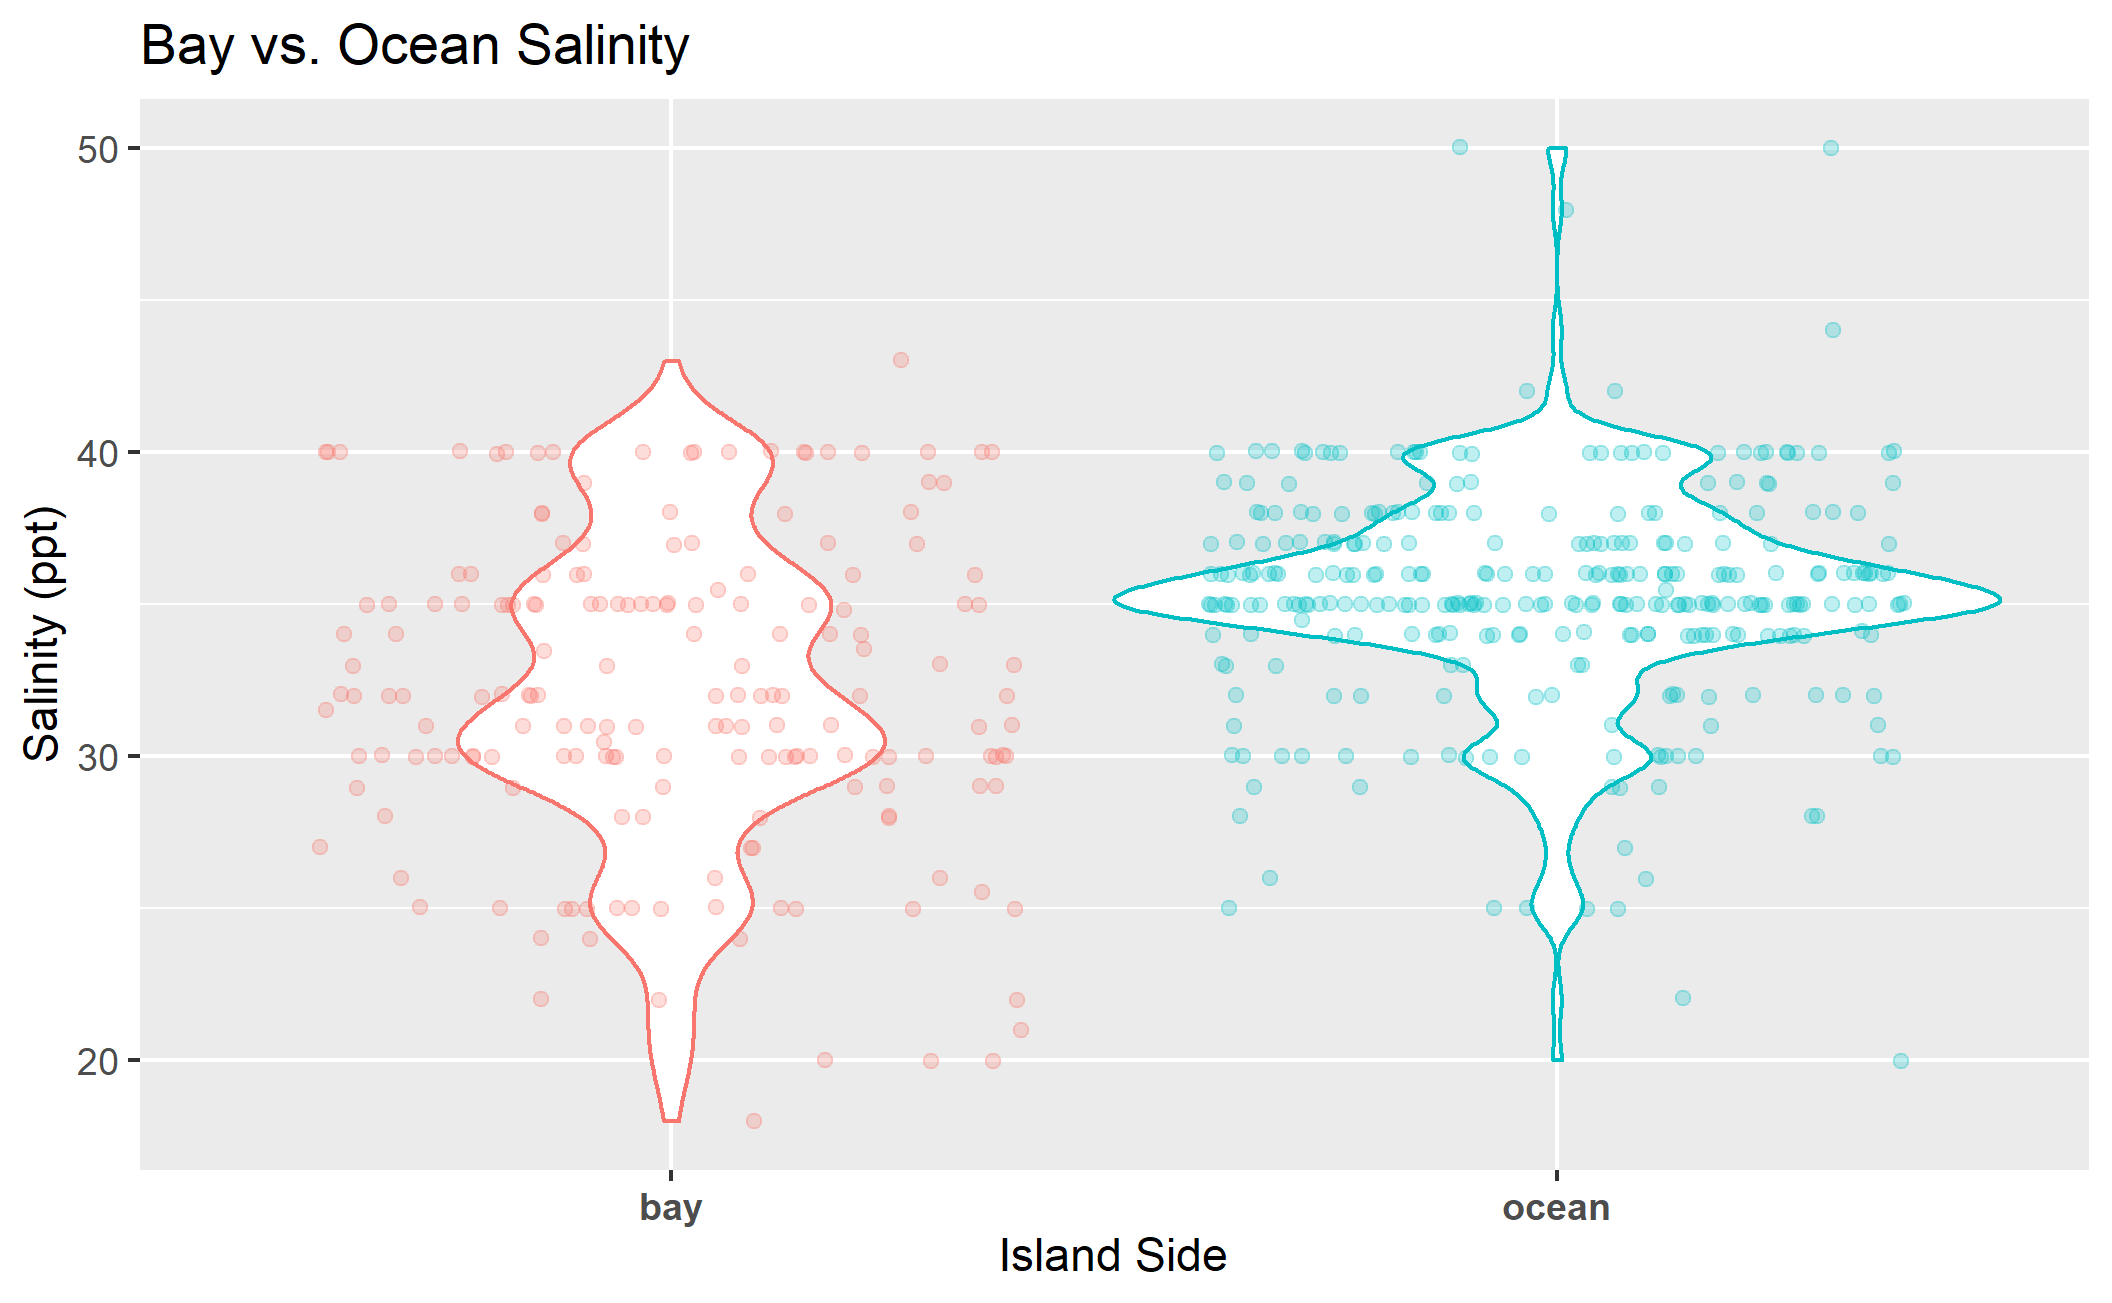 Bay vs. Ocean Salinity
50
40
30
20
Salinity (ppt)
bay ocean
Island Side